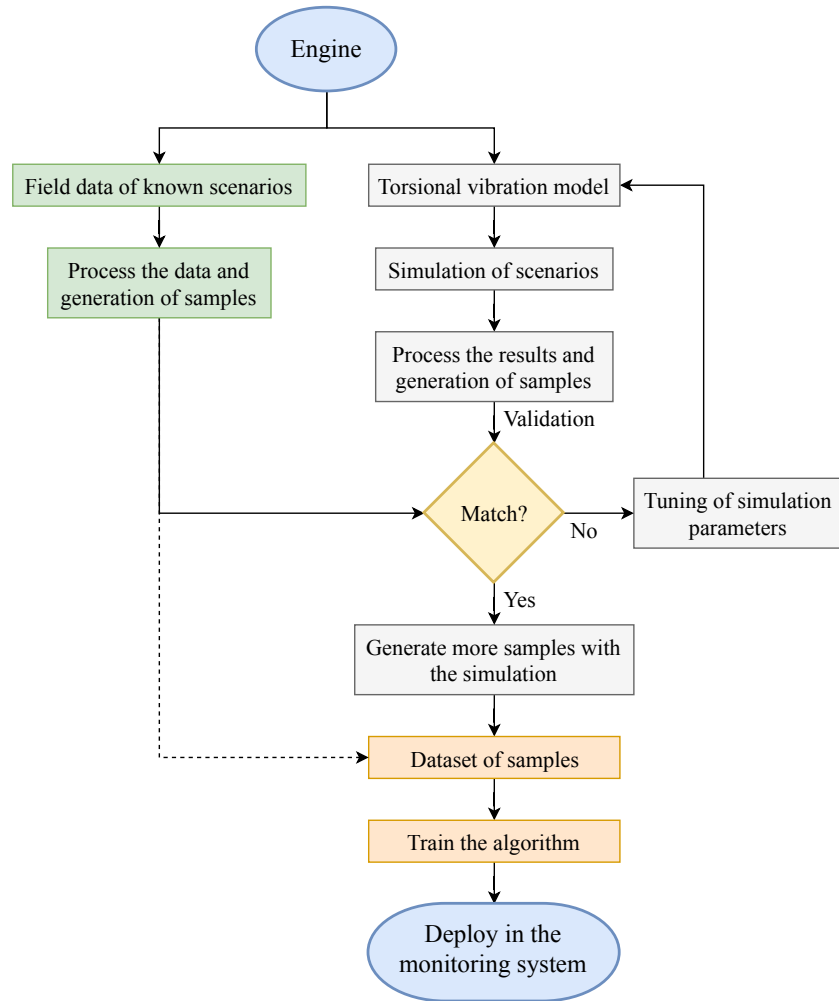 Engine
Field data of known scenarios
Torsional vibration model
Process the data and
generation of samples
Simulation of scenarios
Process the results and
generation of samples
Validation
Match?
No
Tuning of simulation
parameters
Yes
Generate more samples with
the simulation
Dataset of samples
Train the algorithm
Deploy in the
monitoring system